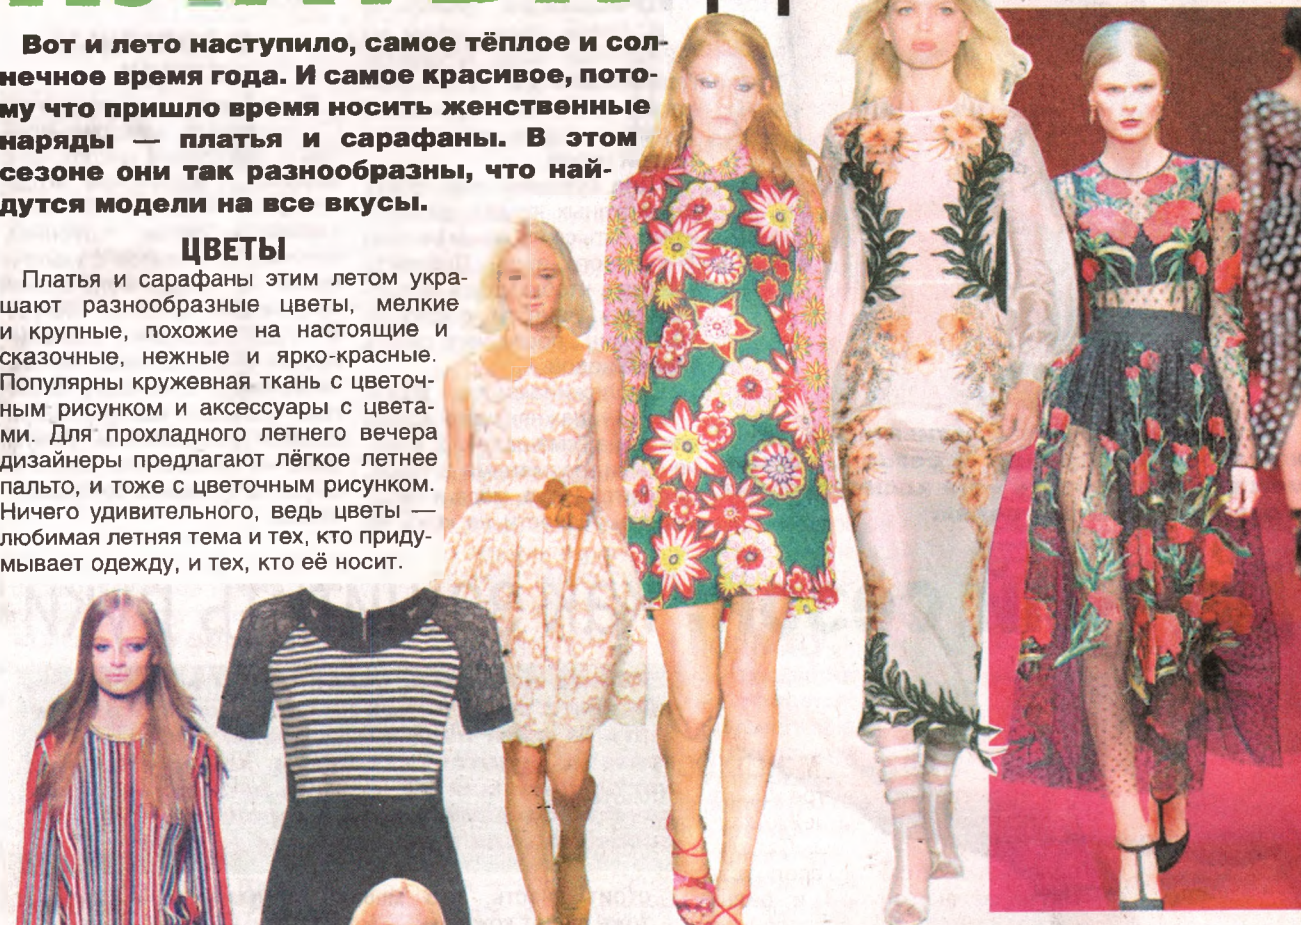 Вот и лето наступило, самое тёплое и сол-
нечное время года. И самое красивое, пото-
му что пришло время носить женственные
наряды — платья и сарафаны. В этом
сезоне они так разнообразны, что най-
дутся модели на все вкусы.
ЦВЕТЫ
Платья и сарафаны этим летом укра-
шают разнообразные цветы, мелкие
и крупные, похожие на настоящие и
сказочные, нежные и ярко-красные.
Популярны кружевная ткань с цветоч-
ным рисунком и аксессуары с цвета-
ми. Для прохладного летнего вечера
дизайнеры предлагают лёгкое летнее
пальто, и тоже с цветочным рисунком.
Ничего удивительного, ведь цветы —
любимая летняя тема и тех, кто приду-
мывает одежду, и тех, кто её носит.